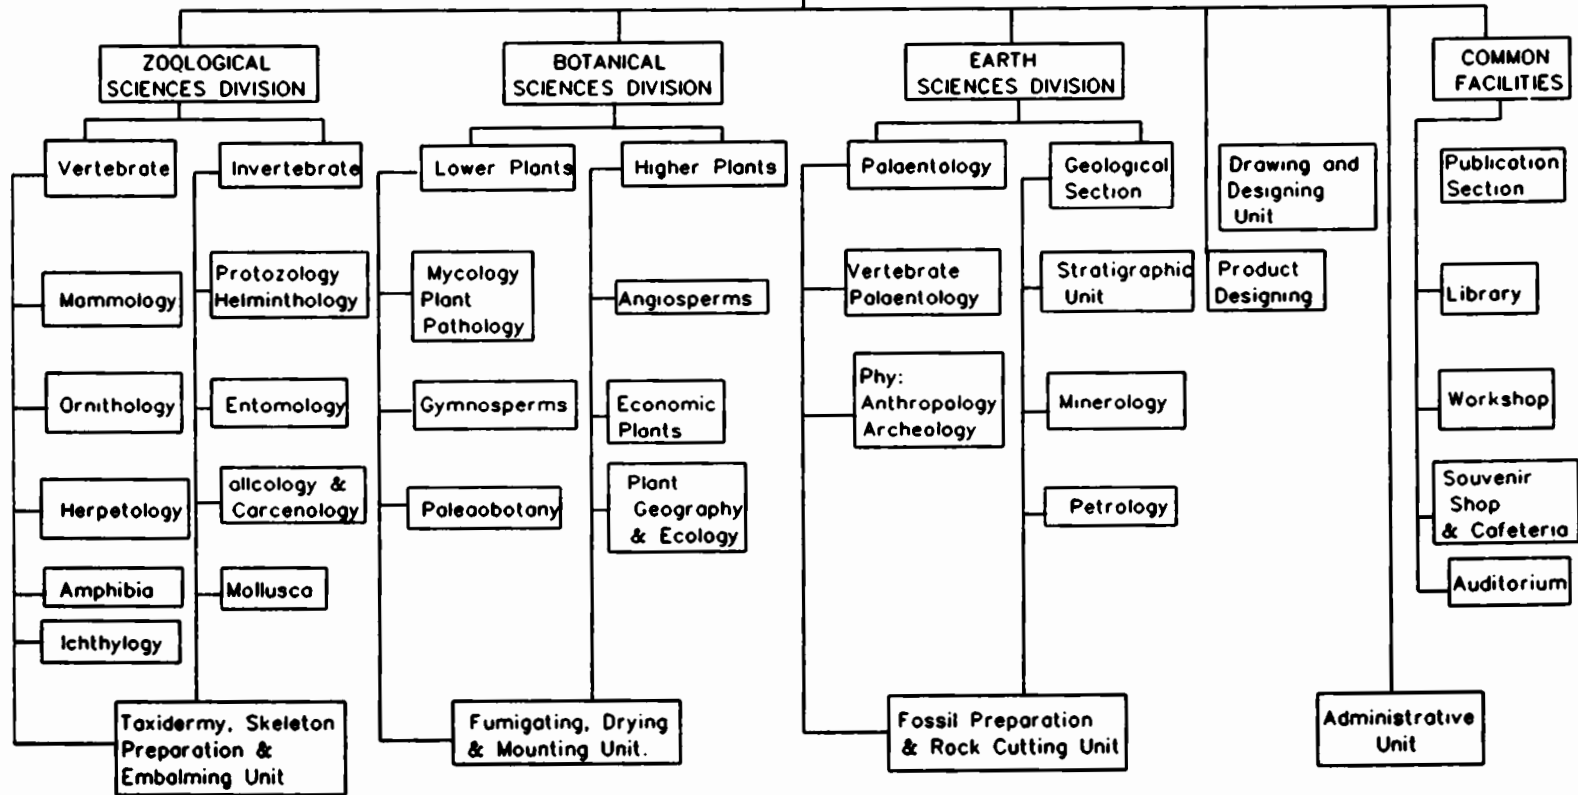 ZOOLOGICAL
SCIENCES DIVISION
BOTANICAL
SCIENCES DIVISION
EARTH
SCIENCES DIVISION
COMMON
FACILITIES
Vertebrate
Invertebrate
Lower Plants
Higher Plants
Palaentology
Geological
Section
Drawing and
Designing
Unit
Publication
Section
Mammology
Protozology
Helminthology
Mycology
Plant
Pathology
Angiosperms
Vertebrate
Palaentology
Stratigraphic
Unit
Product
Designing
Library
Ornithology
Entomology
Gymnosperms
Economic
Plants
Phy:
Anthropology
Archeology
Minerology
Workshop
Herpetology
allcology &
Carcenology
Paleaobotany
Plant
Geography
& Ecology
Petrology
Souvenir
Shop
& Cafeteria
Amphibia
Mollusca
Auditorium
Ichthylogy
Taxidermy, Skeleton
Preparation &
Embalming Unit
Fumigating, Drying
& Mounting Unit.
Fossil Preparation
& Rock Cutting Unit
Administrative
Unit